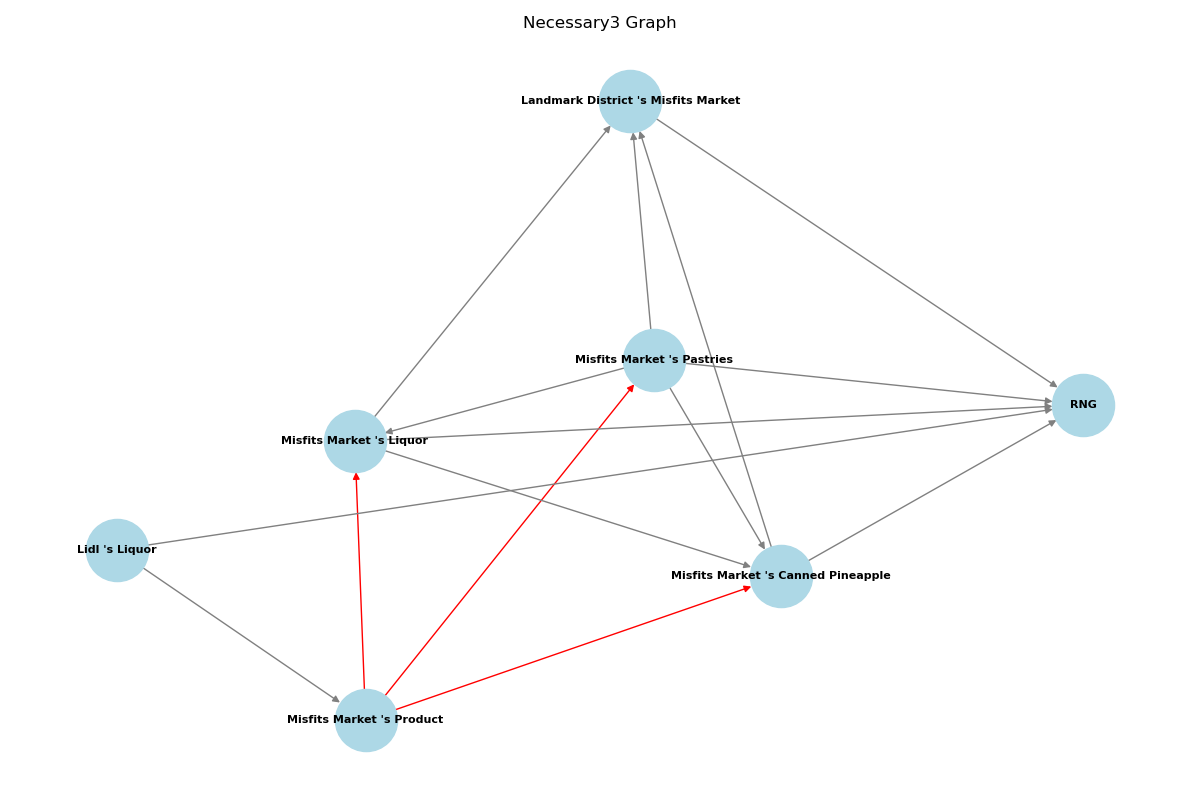 Necessary3 Graph
Landmark District 's Misfits Market
Misfits Market 's Pastries
RNG
Misfits Market 's Liquor
Lidl 's Liquor
Misfits Market 's Canned Pineapple
Misfits Market 's Product